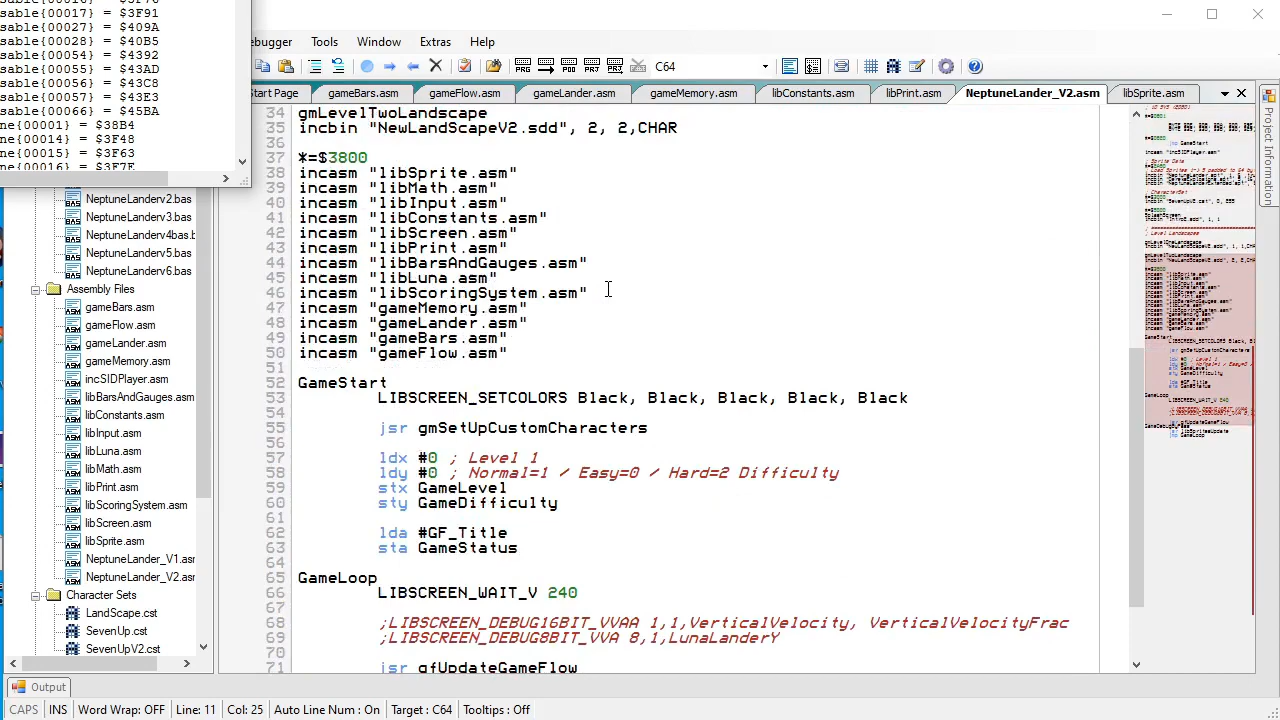 sable{00017} = $3F91
sable{00027} = $409A
sable{00028} = $40B5
sable{00054} = $4392
sable{00055} = $43AD
sable{00056} = $43C8
sable{00057} = $43E3
sable{00066} = $45BA
ne{00001} = $38B4
ne{00014} = $3F48
ne{00015} = $3F63
ne{00016} = $3F7E
ebugger Tools Window Extras Help
C64
Start Page gameBars.asm gameFlow.asm gameLander.asm gameMemory.asm libConstants.asm libPrint.asm NeptuneLander_V2.asm libSprite.asm
NeptuneLanderv2.bas
NeptuneLanderv3.bas
NeptuneLanderv4bas.b
NeptuneLanderv5.bas
NeptuneLanderv6.bas
Assembly Files
gameBars.asm
gameFlow.asm
gameLander.asm
gameMemory.asm
incSIDPlayer.asm
libBarsAndGauges.asm
libConstants.asm
libInput.asm
libLuna.asm
libMath.asm
libPrint.asm
libScoringSystem.asm
libScreen.asm
libSprite.asm
NeptuneLander_V1.asm
NeptuneLander_V2.asm
Character Sets
LandScape.cst
SevenUp.cst
SevenUpV2.cst
34 gmLevelTwoLandscape
35 incbin "NewLandScapeV2.sdd", 2, 2,CHAR
36
37 *=$3800
38 incasm "libSprite.asm"
39 incasm "libMath.asm"
40 incasm "libInput.asm"
41 incasm "libConstants.asm"
42 incasm "libScreen.asm"
43 incasm "libPrint.asm"
44 incasm "libBarsAndGauges.asm"
45 incasm "libLuna.asm"
46 incasm "libScoringSystem.asm"
47 incasm "gameMemory.asm"
48 incasm "gameLander.asm"
49 incasm "gameBars.asm"
50 incasm "gameFlow.asm"
51
52 GameStart
53 LIBSCREEN_SETCOLORS Black, Black, Black, Black, Black
54
55 jsr gmSetUpCustomCharacters
56
57 ldx #0 ; Level 1
58 ldy #0 ; Normal=1 / Easy=0 / Hard=2 Difficulty
59 stx GameLevel
60 sty GameDifficulty
61
62 lda #GF_Title
63 sta GameStatus
64
65 GameLoop
66 LIBSCREEN_WAIT_V 240
67
68 ;LIBSCREEN_DEBUG16BIT_VVAA 1,1,VerticalVelocity, VerticalVelocityFrac
69 ;LIBSCREEN_DEBUG8BIT_VVA 8,1,LunaLanderY
70
71 jsr gfUpdateGameFlow
Project Information
Output
CAPS INS Word Wrap: OFF Line: 11 Col: 25 Auto Line Num : On Target : C64 Tooltips : Off